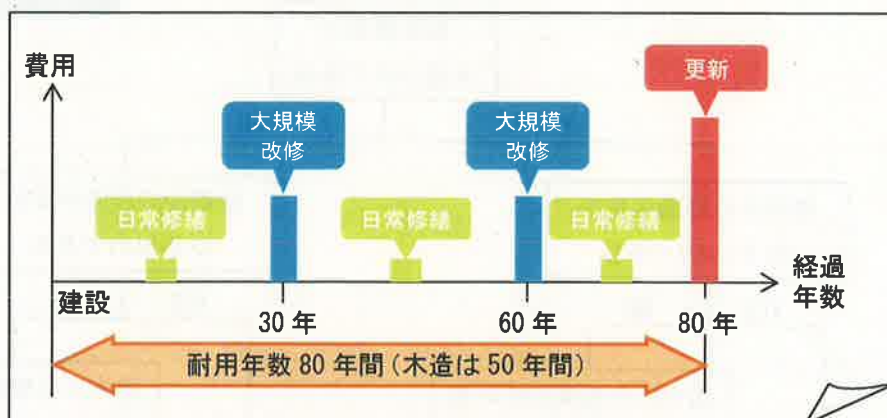 費用
更新
大規模
改修
大規模
改修
日常修繕
日常修繕
日常修繕
建設
30 年
60 年
80 年
経過
年数
耐用年数 80 年間（木造は 50 年間）